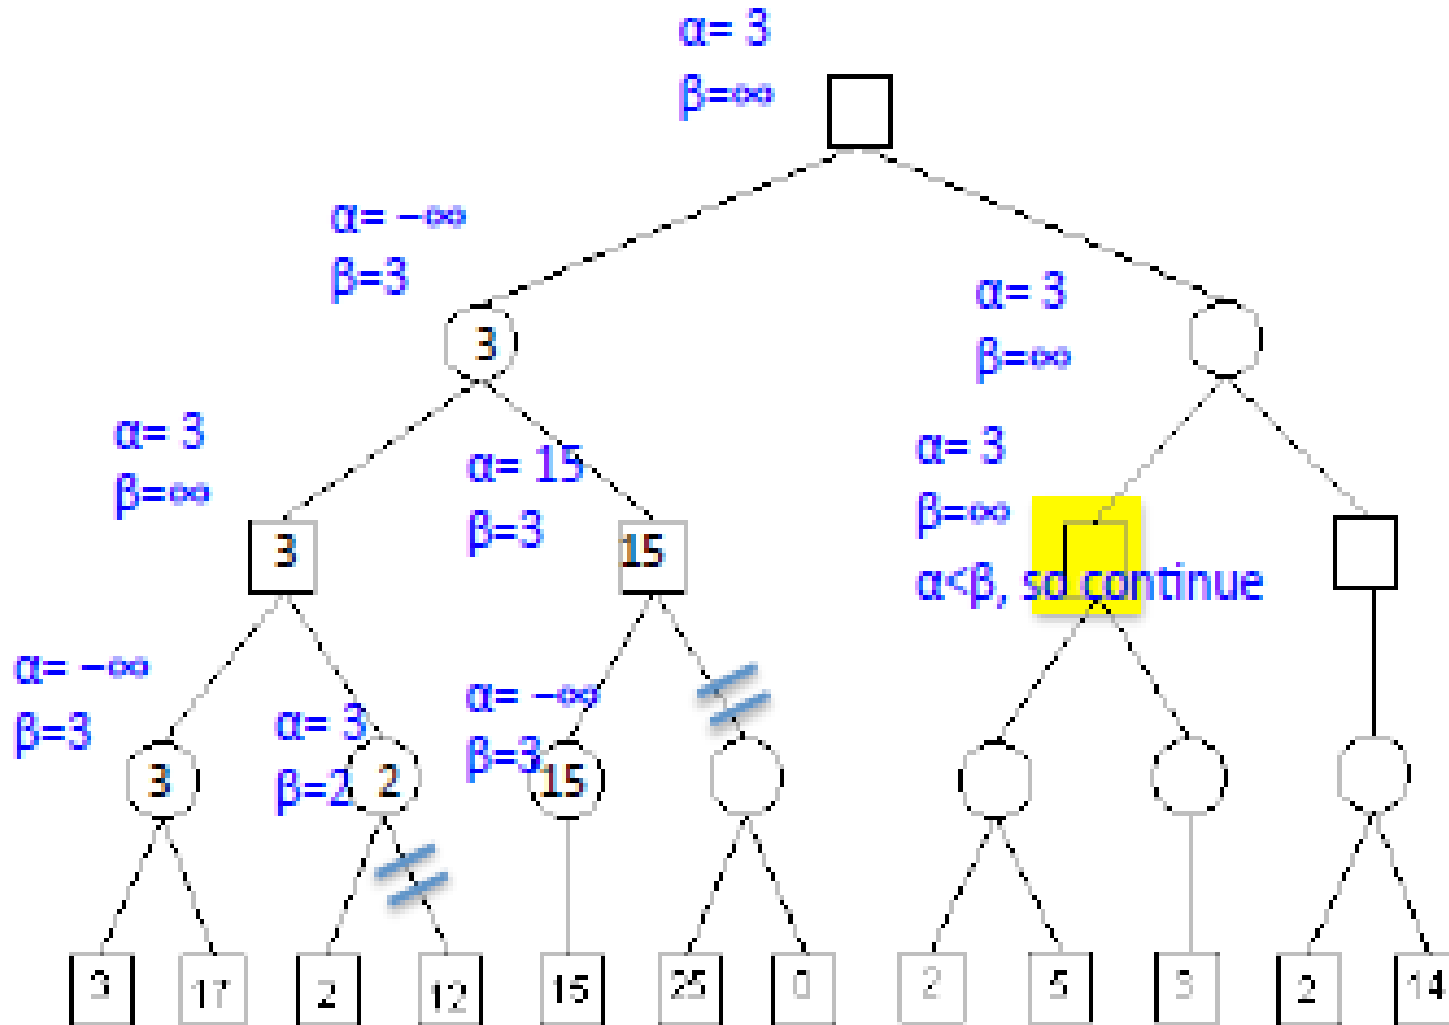 α= 3
β=∞
α= −∞
β=3
α= 3
β=∞
3
α= 3
β=∞
α= 15
β=3
α= 3
β=∞
3
15
α<β, so continue
α= −∞
β=3
α= 3
β=2
α= −∞
β=3
3
2
15
3 17 2 12 15 25 0 2 5 3 2 14